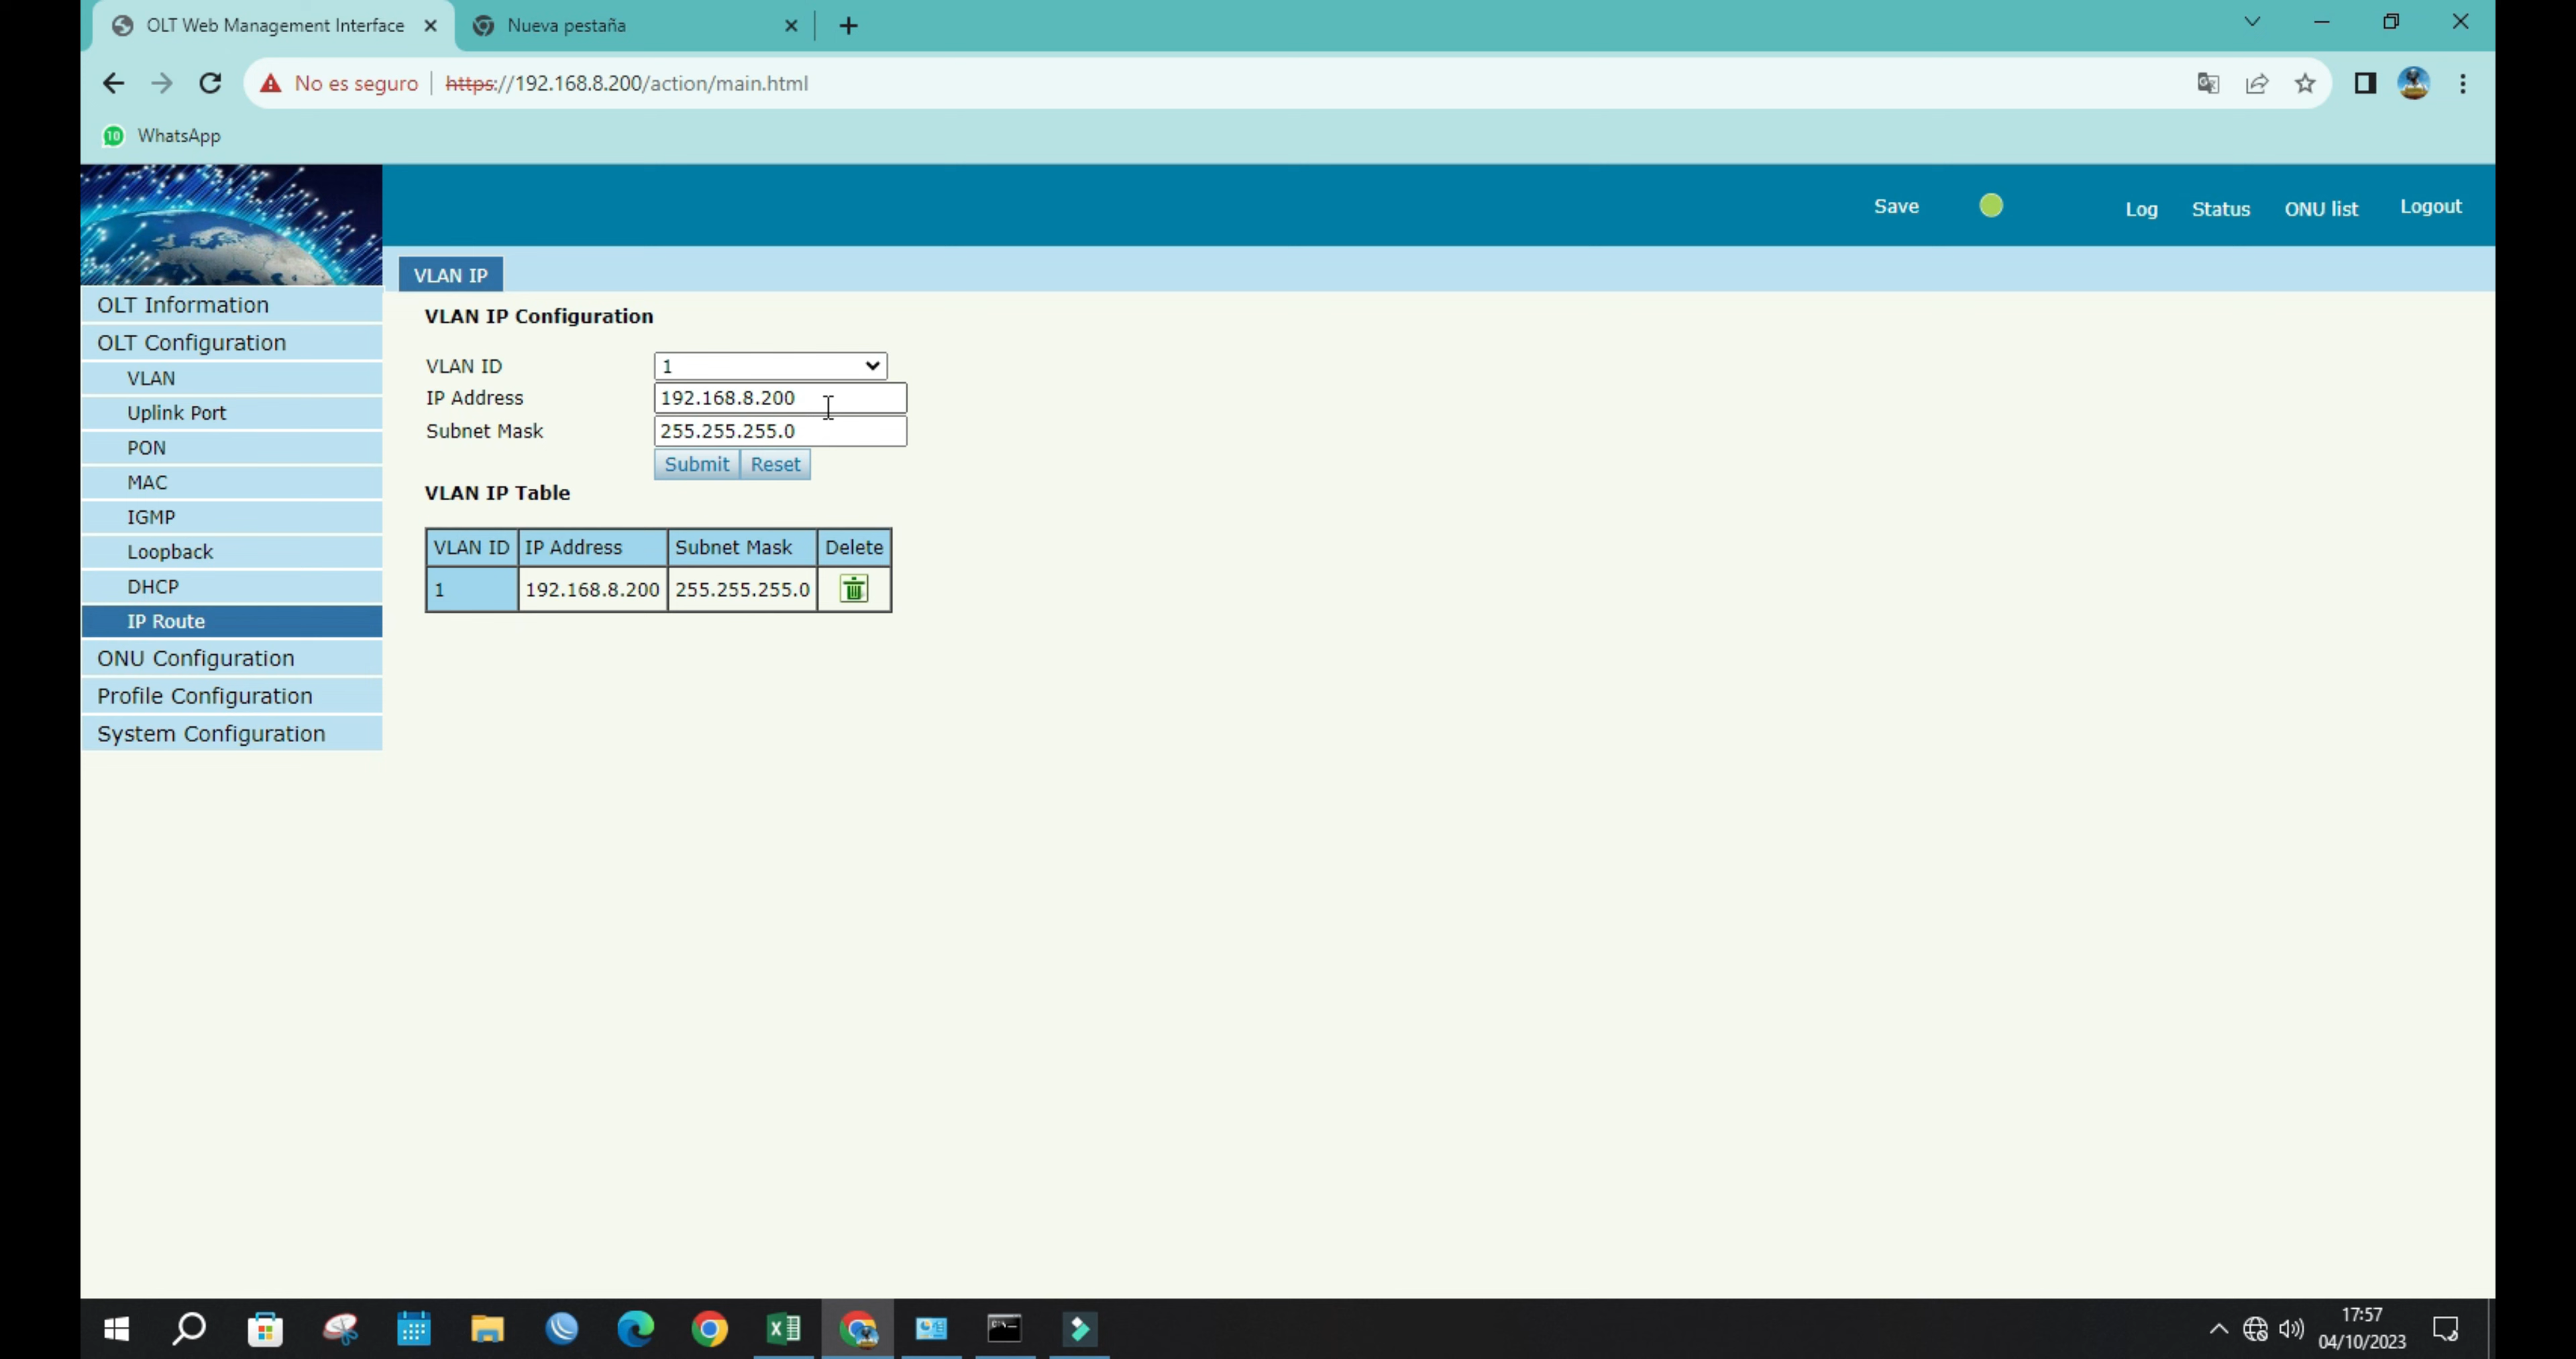 OLT Web Management Interface
Nueva pestaña
No es seguro
https://192.168.8.200/action/main.html
10
WhatsApp
Save
Log
Status
ONU list
Logout
VLAN IP
OLT Information
OLT Configuration
VLAN
Uplink Port
PON
MAC
IGMP
Loopback
DHCP
IP Route
ONU Configuration
Profile Configuration
System Configuration
VLAN IP Configuration
VLAN ID 1
IP Address 192.168.8.200
Subnet Mask 255.255.255.0
Submit Reset
VLAN IP Table
VLAN ID IP Address Subnet Mask Delete
1 192.168.8.200 255.255.255.0
17:57
04/10/2023